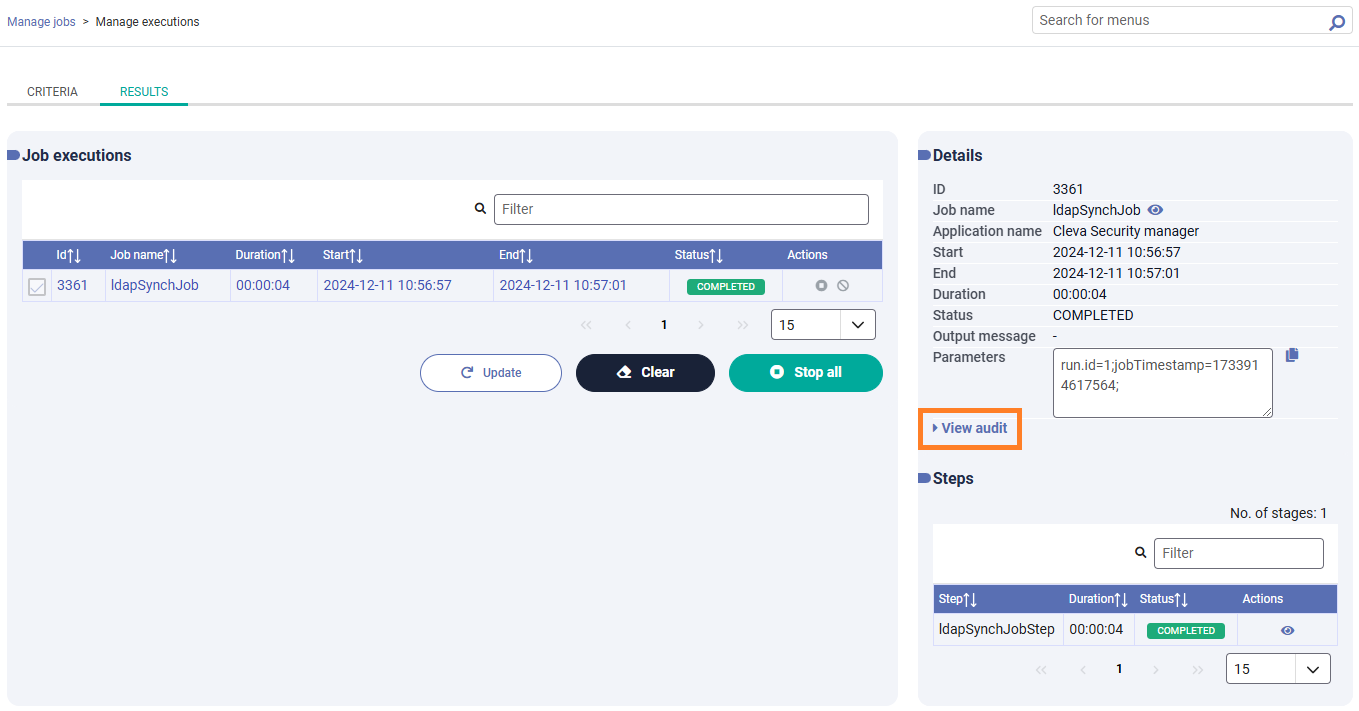 Manage jobs > Manage executions
Search for menus
CRITERIA RESULTS
Job executions
Filter
Id Job name Duration Start End Status Actions
3361 ldapSynchJob 00:00:04 2024-12-11 10:56:57 2024-12-11 10:57:01 COMPLETED
« ‹ 1 › » 15
Update Clear Stop all
Details
ID 3361
Job name ldapSynchJob
Application name Cleva Security manager
Start 2024-12-11 10:56:57
End 2024-12-11 10:57:01
Duration 00:00:04
Status COMPLETED
Output message -
Parameters run.id=1;jobTimestamp=173391
4617564;
View audit
Steps
No. of stages: 1
Filter
Step Duration Status Actions
ldapSynchJobStep 00:00:04 COMPLETED
« ‹ 1 › » 15